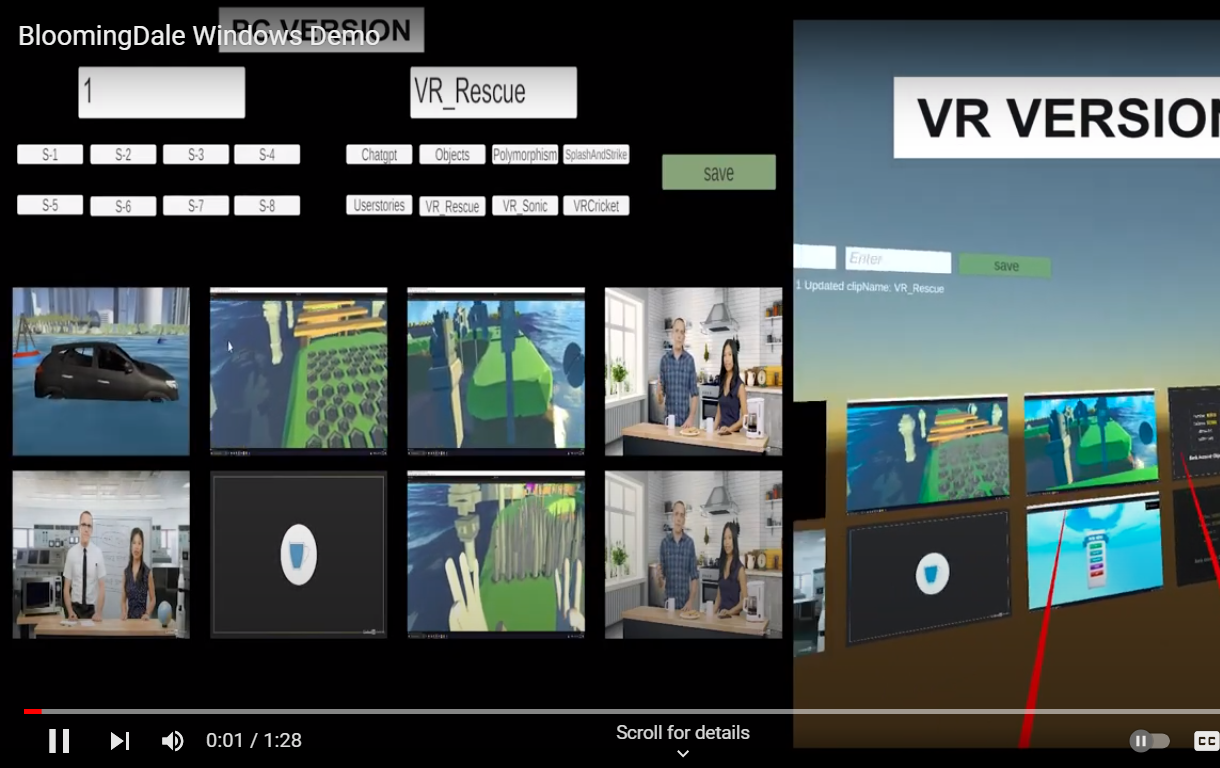 PC VERSION
BloomingDale Windows Demo
1
VR_Rescue
S-1 S-2 S-3 S-4
Chatgpt Objects Polymorphism SplashAndStrike
save
S-5 S-6 S-7 S-8
Userstories VR_Rescue VR_Sonic VRCricket
VR VERSION
Enter
save
1 Updated clipName: VR_Rescue
0:01 / 1:28
Scroll for details
CC